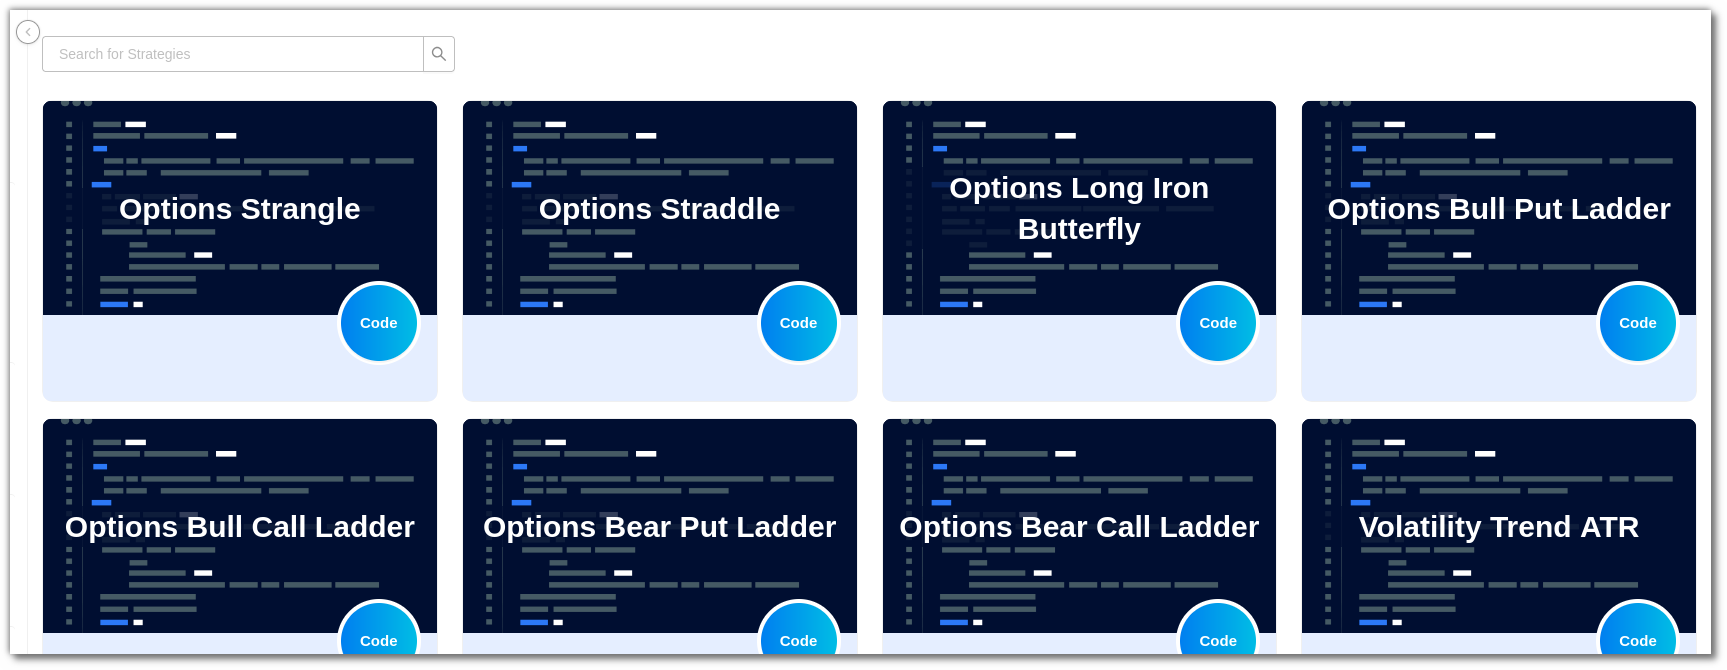 Search for Strategies
Options Strangle
Options Straddle
Options Long Iron
Butterfly
Options Bull Put Ladder
Code
Code
Code
Code
Options Bull Call Ladder
Options Bear Put Ladder
Options Bear Call Ladder
Volatility Trend ATR
Code
Code
Code
Code